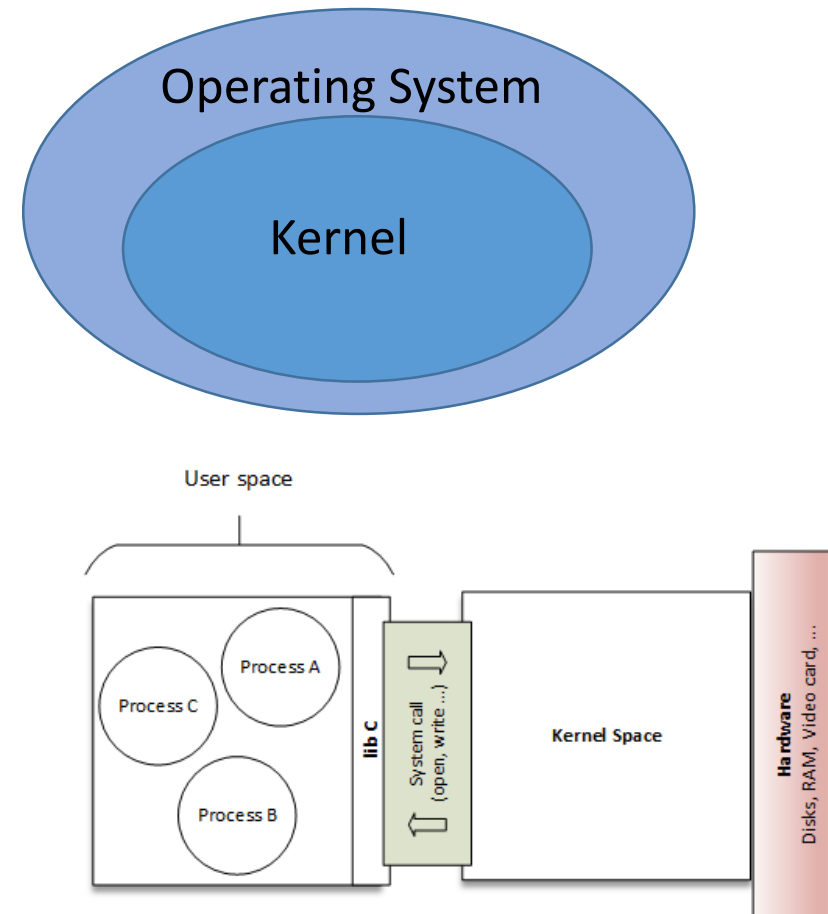 Operating System
Kernel
User space
Process A
Process C
Process B
lib C
System call
(open, write ...)
Kernel Space
Hardware
Disks, RAM, Video card, ...